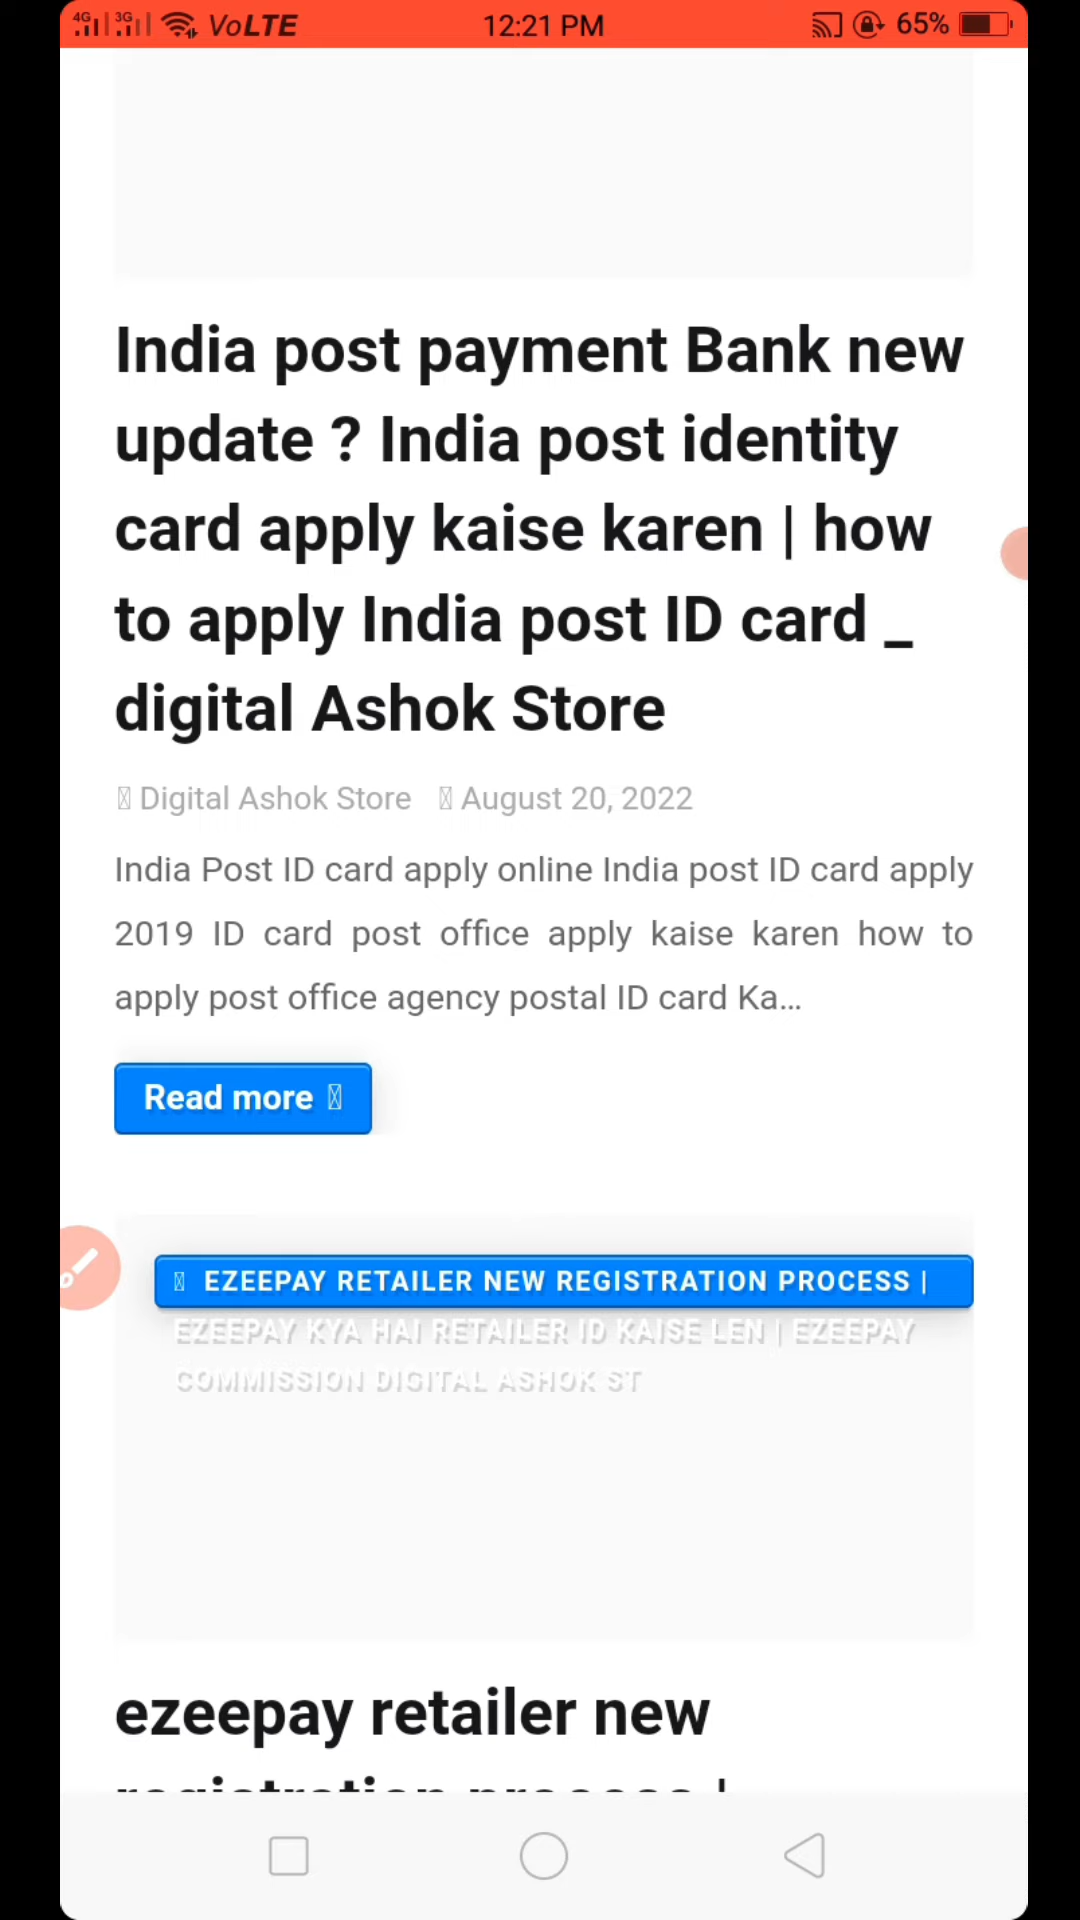 4G 3G VoLTE 12:21 PM 65%
India post payment Bank new
update ? India post identity
card apply kaise karen | how
to apply India post ID card _
digital Ashok Store
Digital Ashok Store August 20, 2022
India Post ID card apply online India post ID card apply
2019 ID card post office apply kaise karen how to
apply post office agency postal ID card Ka...
Read more
EZEEPAY RETAILER NEW REGISTRATION PROCESS |
EZEEPAY KYA HAI RETAILER ID KAISE LEN | EZEEPAY
COMMISSION DIGITAL ASHOK ST
ezeepay retailer new
registration process |